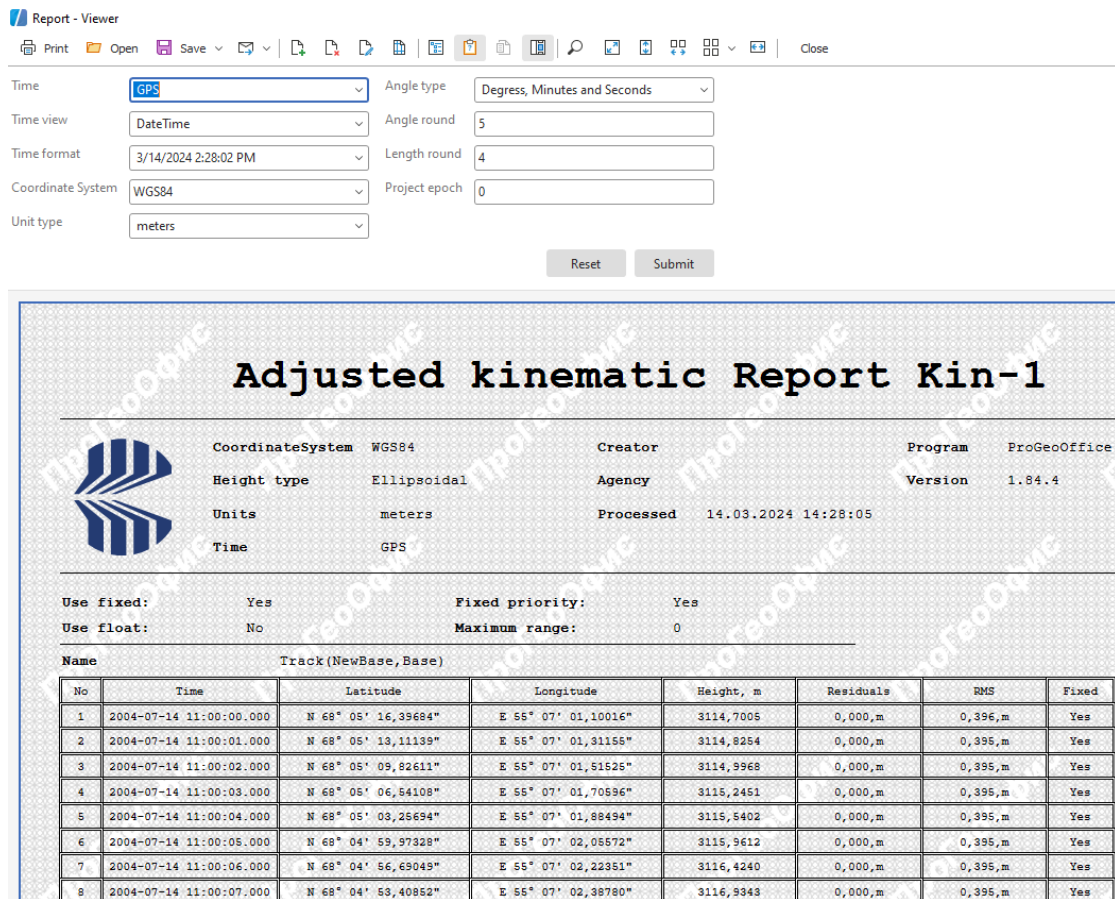 Report - Viewer
Print Open Save Close
Time GPS Angle type Degress, Minutes and Seconds
Time view DateTime Angle round 5
Time format 3/14/2024 2:28:02 PM Length round 4
Coordinate System WGS84 Project epoch 0
Unit type meters
Reset Submit
Adjusted kinematic Report Kin-1
CoordinateSystem WGS84 Creator Program ProGeoOffice
Height type Ellipsoidal Agency Version 1.84.4
Units meters Processed 14.03.2024 14:28:05
Time GPS
Use fixed: Yes Fixed priority: Yes
Use float: No Maximum range: 0
Name Track(NewBase,Base)
No Time Latitude Longitude Height, m Residuals RMS Fixed
1 2004-07-14 11:00:00.000 N 68° 05' 16,39684" E 55° 07' 01,10016" 3114,7005 0,000,m 0,396,m Yes
2 2004-07-14 11:00:01.000 N 68° 05' 13,11139" E 55° 07' 01,31155" 3114,8254 0,000,m 0,395,m Yes
3 2004-07-14 11:00:02.000 N 68° 05' 09,82611" E 55° 07' 01,51525" 3114,9968 0,000,m 0,395,m Yes
4 2004-07-14 11:00:03.000 N 68° 05' 06,54108" E 55° 07' 01,70596" 3115,2451 0,000,m 0,395,m Yes
5 2004-07-14 11:00:04.000 N 68° 05' 03,25694" E 55° 07' 01,88494" 3115,5402 0,000,m 0,395,m Yes
6 2004-07-14 11:00:05.000 N 68° 04' 59,97328" E 55° 07' 02,05572" 3115,9612 0,000,m 0,395,m Yes
7 2004-07-14 11:00:06.000 N 68° 04' 56,69049" E 55° 07' 02,22351" 3116,4240 0,000,m 0,395,m Yes
8 2004-07-14 11:00:07.000 N 68° 04' 53,40852" E 55° 07' 02,38780" 3116,9343 0,000,m 0,395,m Yes
ПроГеоОфис